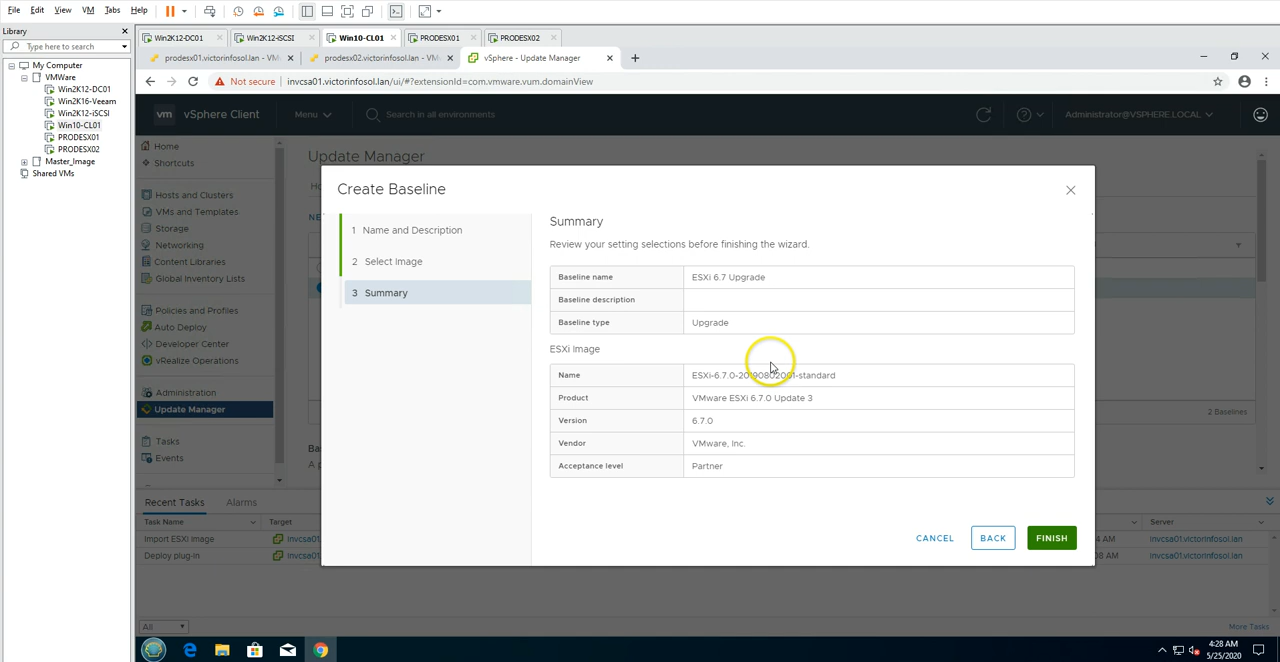 File Edit View VM Tabs Help
Library
Type here to search
My Computer
VMWare
Win2K12-DC01
Win2K16-Veeam
Win2K12-iSCSI
Win10-CL01
PRODESX01
PRODESX02
Master_Image
Shared VMs
Win2K12-DC01 Win2K12-iSCSI Win10-CL01 PRODESX01 PRODESX02
prodesx01.victorinfosol.lan - VM prodesx02.victorinfosol.lan - VM vSphere - Update Manager
Not secure invcsa01.victorinfosol.lan/ui/#?extensionId=com.vmware.vum.domainView
vm vSphere Client Menu Search in all environments Administrator@VSPHERE.LOCAL
Home
Shortcuts
Hosts and Clusters
VMs and Templates
Storage
Networking
Content Libraries
Global Inventory Lists
Policies and Profiles
Auto Deploy
Developer Center
vRealize Operations
Administration
Update Manager
Tasks
Events
Update Manager
Create Baseline
1 Name and Description
2 Select Image
3 Summary
Summary
Review your setting selections before finishing the wizard.
Baseline name ESXi 6.7 Upgrade
Baseline description
Baseline type Upgrade
ESXi Image
Name ESXi-6.7.0-20190802001-standard
Product VMware ESXi 6.7.0 Update 3
Version 6.7.0
Vendor VMware, Inc.
Acceptance level Partner
CANCEL BACK FINISH
2 Baselines
Recent Tasks Alarms
Task Name Target Server
Import ESXi Image invcsa01 4 AM invcsa01.victorinfosol.lan
Deploy plug-in invcsa01 08 AM invcsa01.victorinfosol.lan
All More Tasks
4:28 AM
5/25/2020